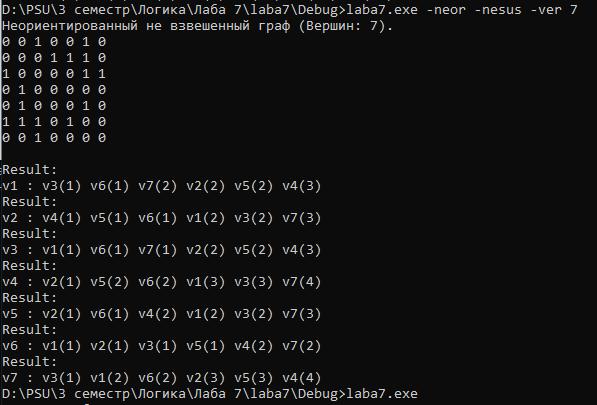 D:\PSU\3 семестр\Логика\Лаба 7\laba7\Debug>laba7.exe -neor -nesus -ver 7
Неориентированный не взвешенный граф (Вершин: 7).
0 0 1 0 0 1 0
0 0 0 1 1 1 0
1 0 0 0 0 1 1
0 1 0 0 0 0 0
0 1 0 0 0 1 0
1 1 1 0 1 0 0
0 0 1 0 0 0 0
Result:
v1 : v3(1) v6(1) v7(2) v2(2) v5(2) v4(3)
Result:
v2 : v4(1) v5(1) v6(1) v1(2) v3(2) v7(3)
Result:
v3 : v1(1) v6(1) v7(1) v2(2) v5(2) v4(3)
Result:
v4 : v2(1) v5(2) v6(2) v1(3) v3(3) v7(4)
Result:
v5 : v2(1) v6(1) v4(2) v1(2) v3(2) v7(3)
Result:
v6 : v1(1) v2(1) v3(1) v5(1) v4(2) v7(2)
Result:
v7 : v3(1) v1(2) v6(2) v2(3) v5(3) v4(4)
D:\PSU\3 семестр\Логика\Лаба 7\laba7\Debug>laba7.exe